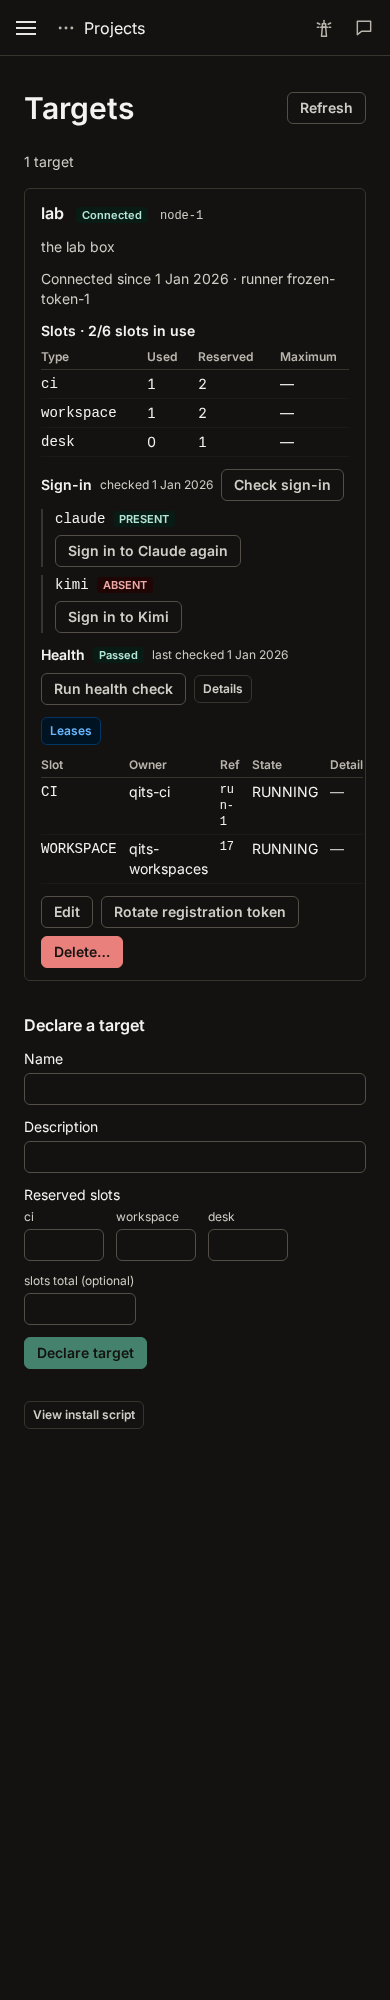 Projects
Targets
Refresh
1 target
lab Connected node-1
the lab box
Connected since 1 Jan 2026 · runner frozen-
token-1
Slots · 2/6 slots in use
Type Used Reserved Maximum
ci 1 2 —
workspace 1 2 —
desk 0 1 —
Sign-in checked 1 Jan 2026 Check sign-in
claude PRESENT
Sign in to Claude again
kimi ABSENT
Sign in to Kimi
Health Passed last checked 1 Jan 2026
Run health check Details
Leases
Slot Owner Ref State Detail
CI qits-ci ru RUNNING —
n-
1
WORKSPACE qits- 17 RUNNING —
workspaces
Edit Rotate registration token
Delete...
Declare a target
Name
Description
Reserved slots
ci workspace desk
slots total (optional)
Declare target
View install script